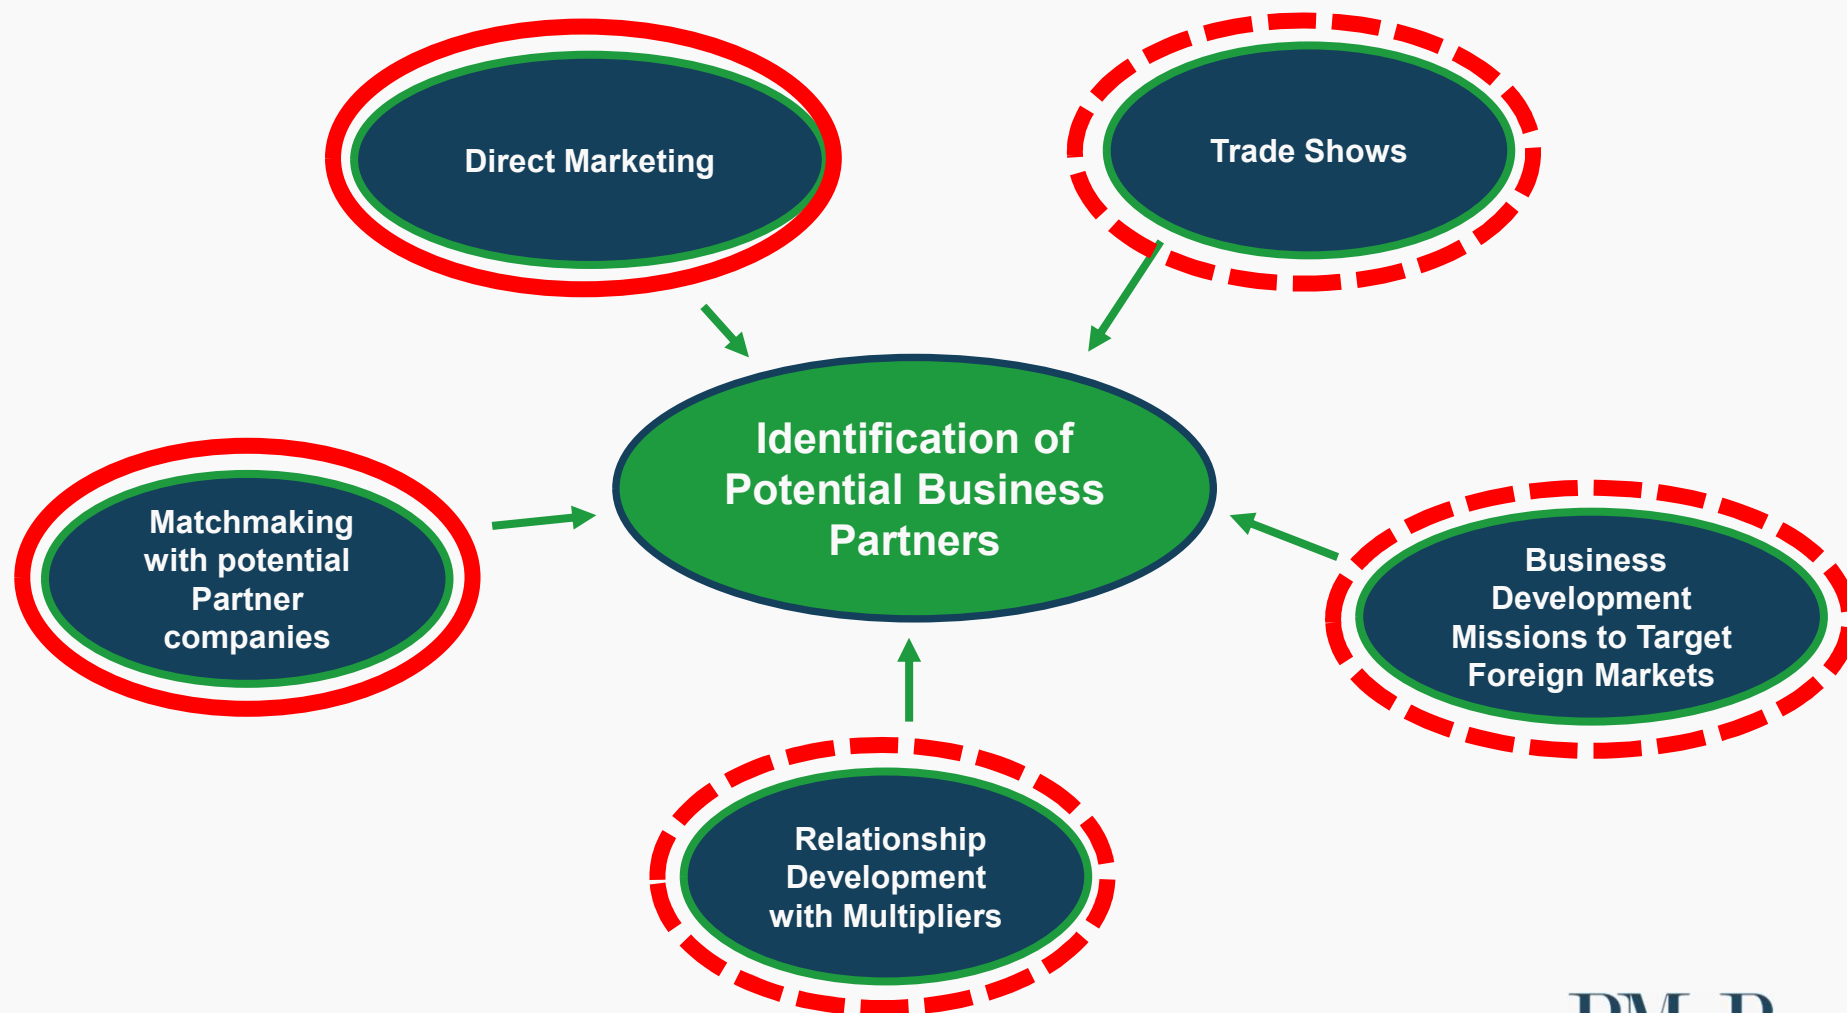 Direct Marketing
Trade Shows
Identification of
Potential Business
Partners
Matchmaking
with potential
Partner
companies
Business
Development
Missions to Target
Foreign Markets
Relationship
Development
with Multipliers